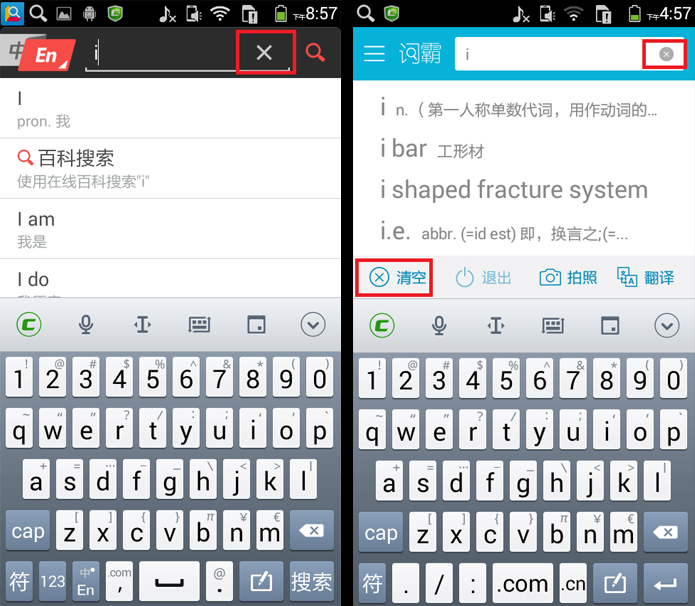 下午8:57
中
En
i
I
pron. 我
百科搜索
使用在线百科搜索"i"
I am
我是
I do
1 2 3 4 5 6 7 8 9 0
q w e r t y u i o p
a s d f g h j k l
cap z x c v b n m
符 123 中 En .com , @ . 搜索
下午4:57
词霸
i
i n.（第一人称单数代词，用作动词的...
i bar 工形材
i shaped fracture system
i.e. abbr. (=id est) 即，换言之;(=...
清空 退出 拍照 翻译
1 2 3 4 5 6 7 8 9 0
q w e r t y u i o p
a s d f g h j k l
cap z x c v b n m
符 . / : .com .cn